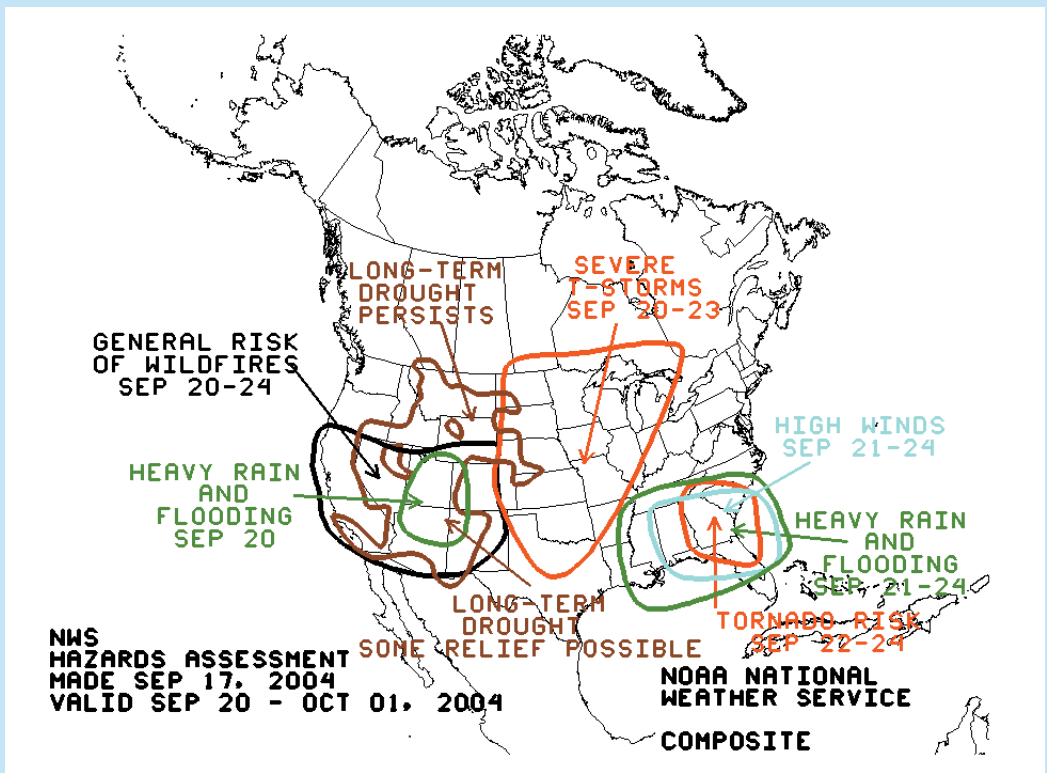 LONG-TERM
DROUGHT
PERSISTS
SEVERE
T-STORMS
SEP 20-23
GENERAL RISK
OF WILDFIRES
SEP 20-24
HIGH WINDS
SEP 21-24
HEAVY RAIN
AND
FLOODING
SEP 20
HEAVY RAIN
AND
FLOODING
SEP 21-24
LONG-TERM
DROUGHT
SOME RELIEF POSSIBLE
TORNADO RISK
SEP 22-24
NWS
HAZARDS ASSESSMENT
MADE SEP 17, 2004
VALID SEP 20 - OCT 01, 2004
NOAA NATIONAL
WEATHER SERVICE
COMPOSITE